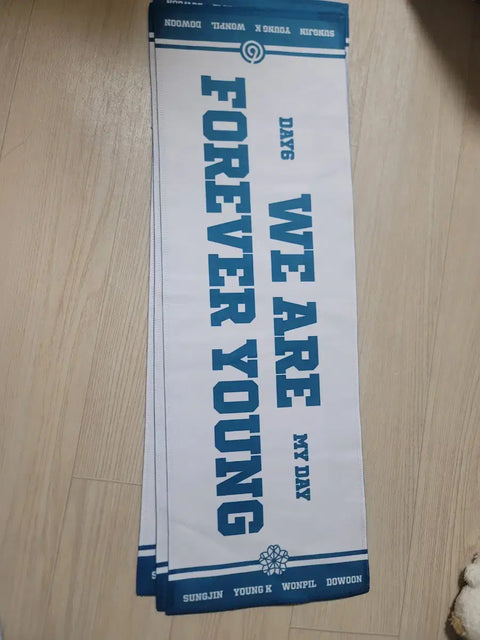 SUNGJIN YOUNG K WONPIL DOWOON
DAY6 WE ARE MY DAY
FOREVER YOUNG
SUNGJIN YOUNG K WONPIL DOWOON